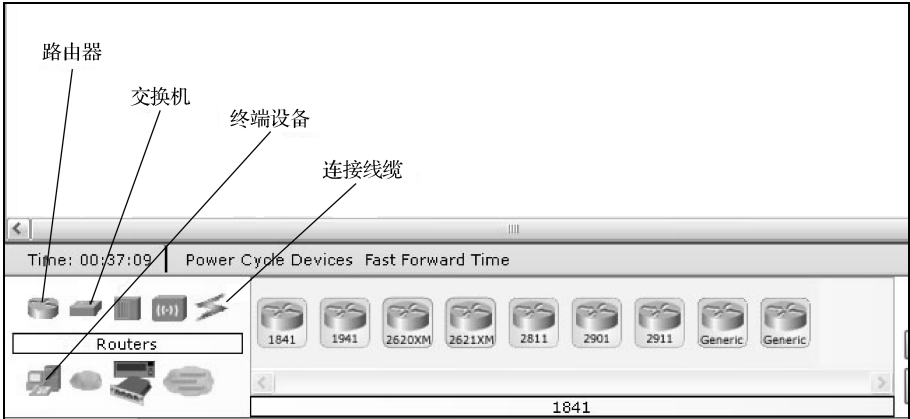 路由器
交换机
终端设备
连接线缆
Time: 00:37:09 Power Cycle Devices Fast Forward Time
1841 1941 2620XM 2621XM 2811 2901 2911 Generic Generic
Routers
1841